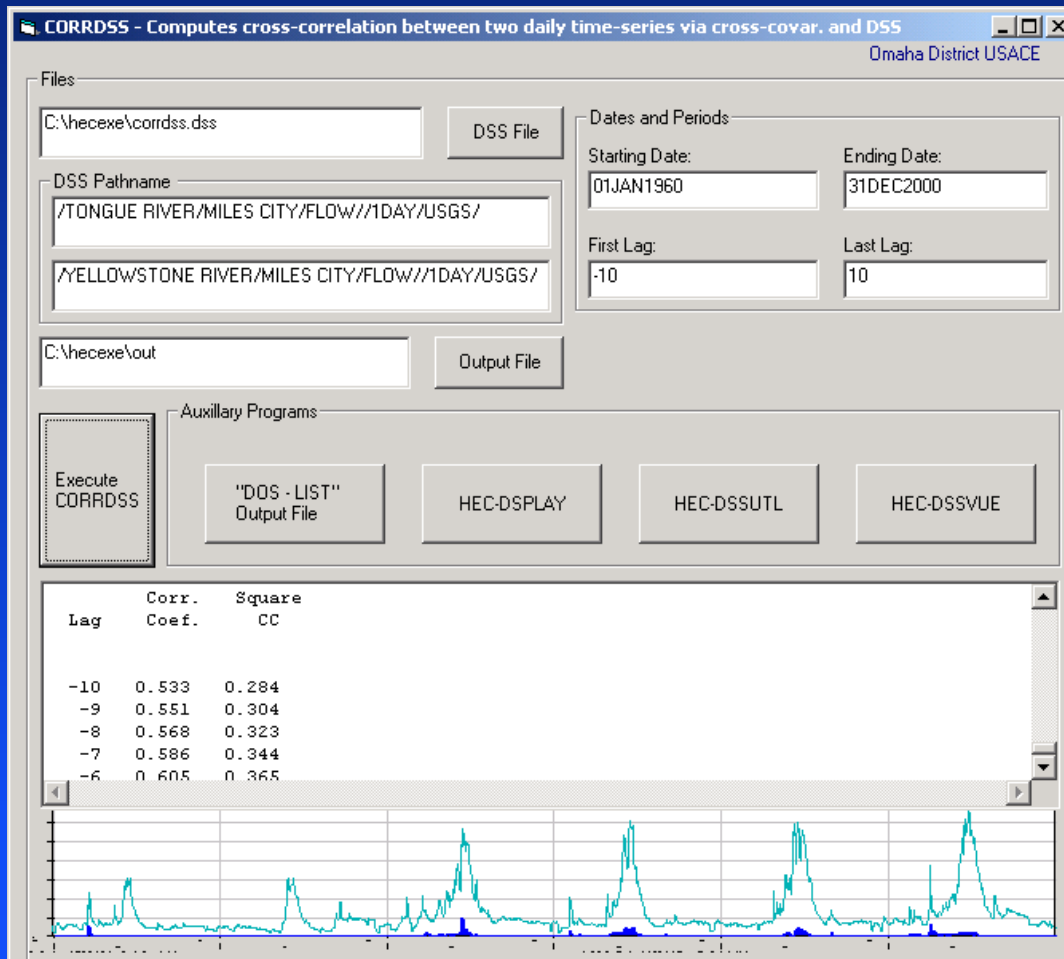 CORRDSS - Computes cross-correlation between two daily time-series via cross-covar. and DSS
Omaha District USACE
Files
C:\hecexe\corrdss.dss
DSS File
DSS Pathname
/TONGUE RIVER/MILES CITY/FLOW//1DAY/USGS/
/YELLOWSTONE RIVER/MILES CITY/FLOW//1DAY/USGS/
Dates and Periods
Starting Date:
Ending Date:
01JAN1960
31DEC2000
First Lag:
Last Lag:
-10
10
C:\hecexe\out
Output File
Execute
CORRDSS
Auxillary Programs
"DOS - LIST"
Output File
HEC-DSPLAY
HEC-DSSUTL
HEC-DSSVUE
Corr. Square
Lag Coef. CC
-10 0.533 0.284
-9 0.551 0.304
-8 0.568 0.323
-7 0.586 0.344
-6 0.605 0.365